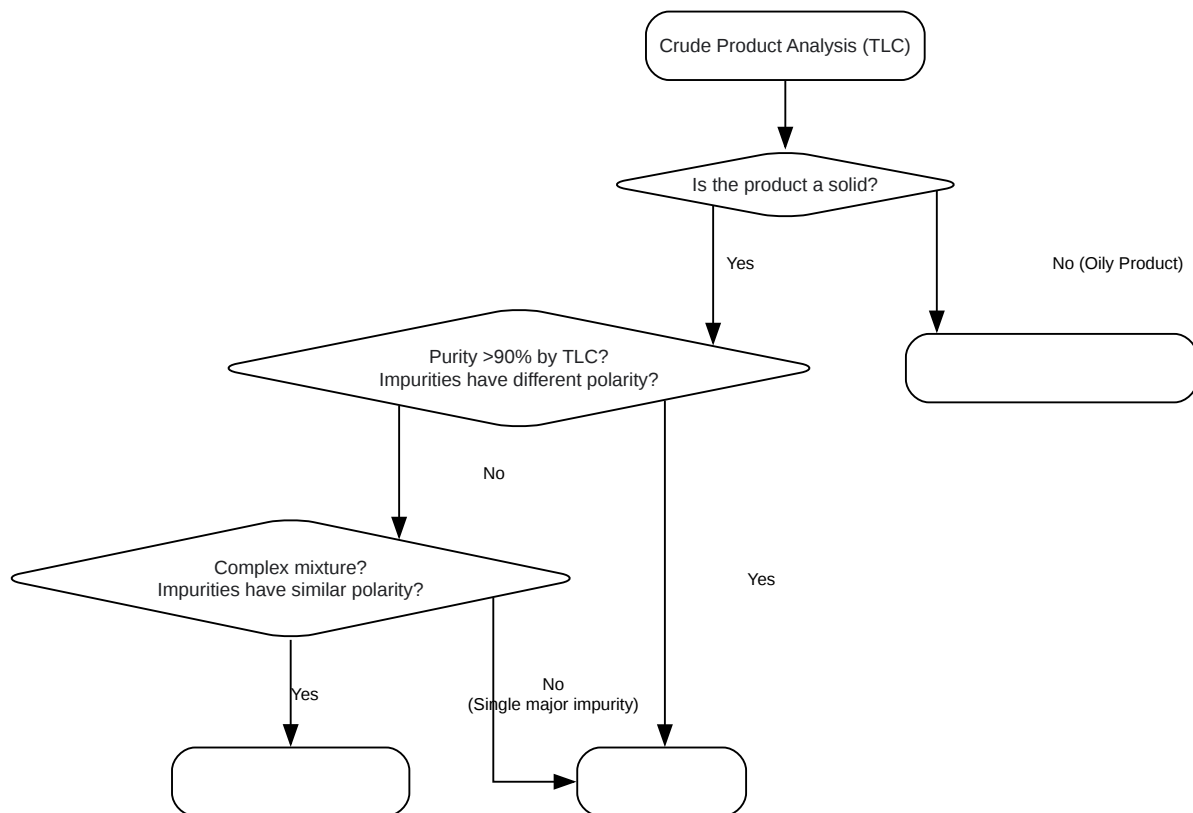 Crude Product Analysis (TLC)
Is the product a solid?
Yes
No (Oily Product)
Purity >90% by TLC?
Impurities have different polarity?
No
Complex mixture?
Impurities have similar polarity?
Yes
Yes
No
(Single major impurity)